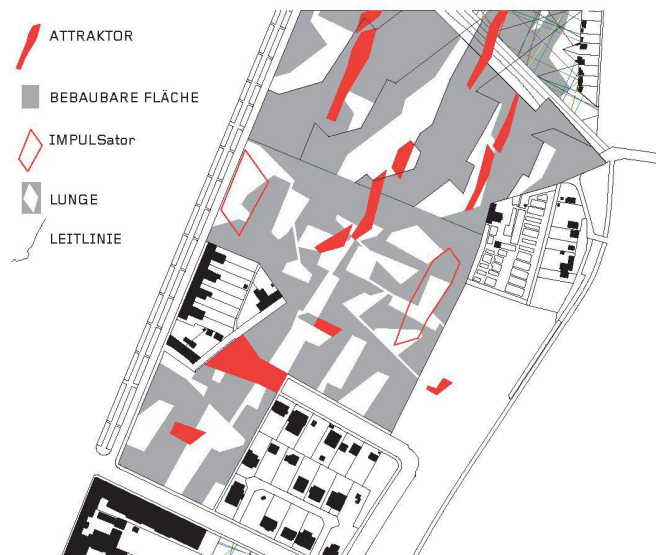 ATTRAKTOR
BEBAUBARE FLÄCHE
IMPULSator
LUNGE
LEITLINIE